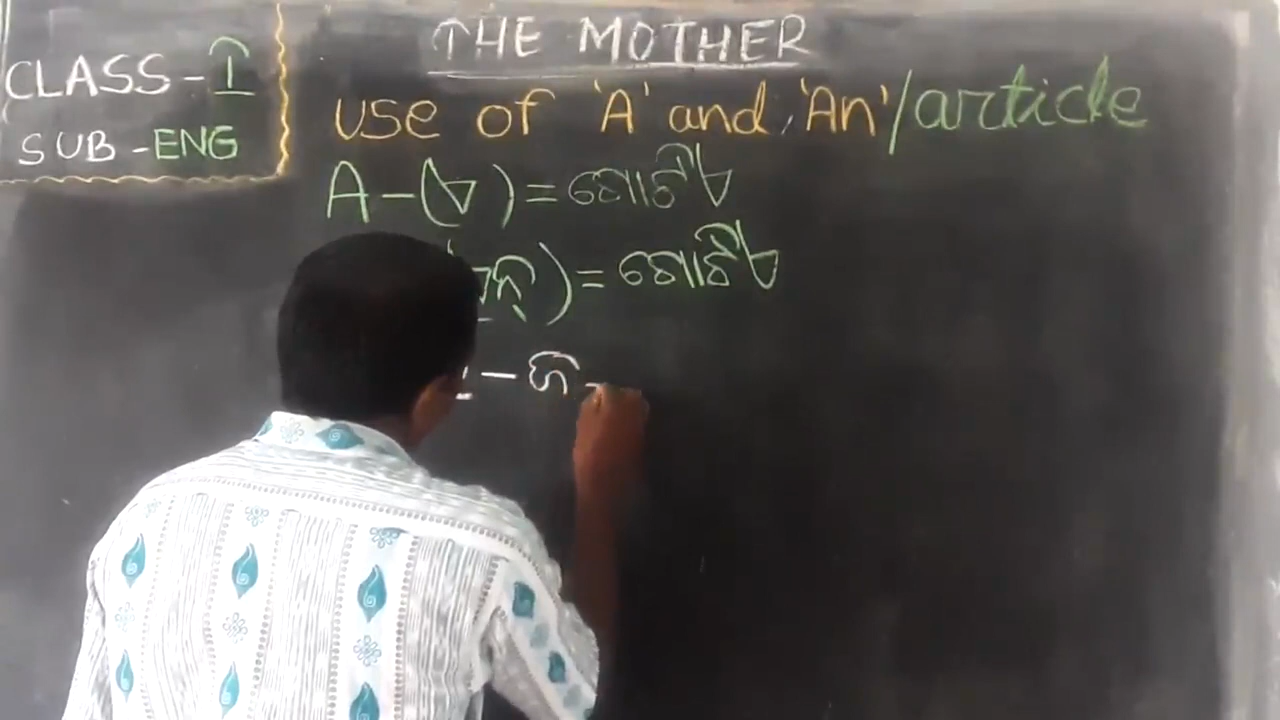 THE MOTHER
CLASS - I
SUB - ENG
use of 'A' and 'An'/article
A - (ଏ) = ଗୋଟିଏ
ନ୍) = ଗୋଟିଏ
- ଜି -